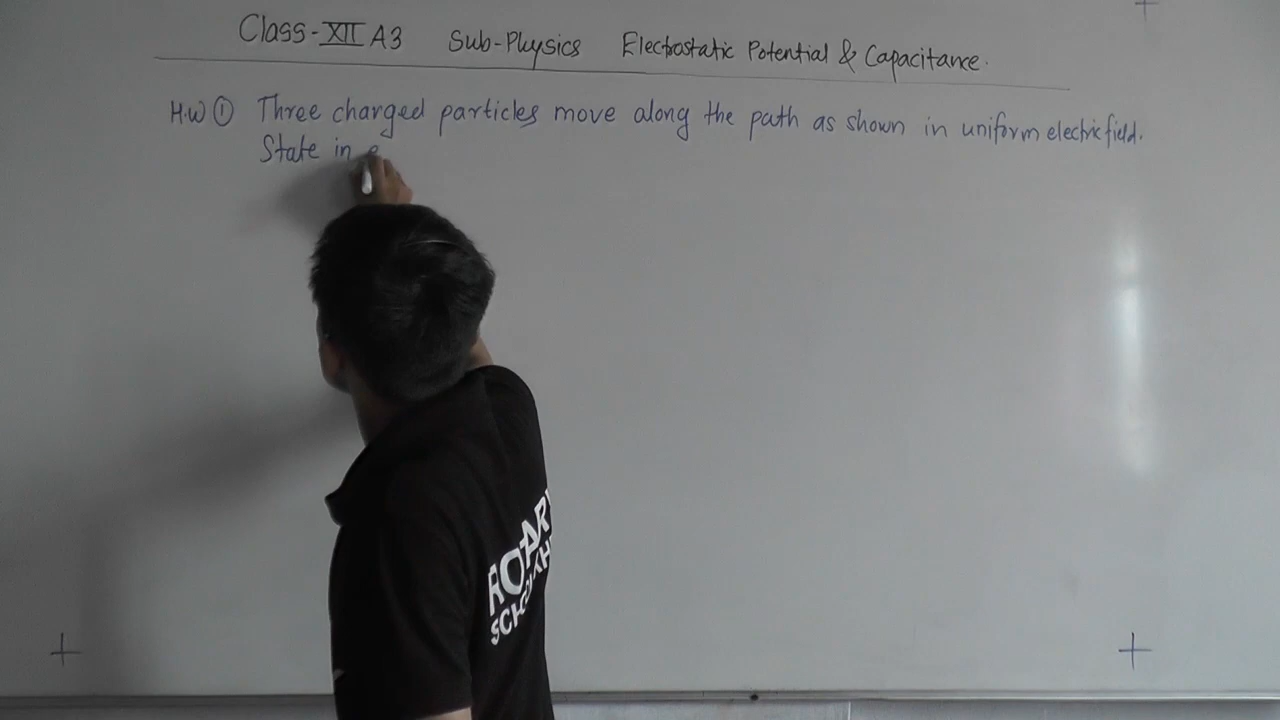 Class-XII A3 Sub-Physics Electrostatic Potential & Capacitance.
H.W ① Three charged particles move along the path as shown in uniform electric field.
State in e
ROTARY